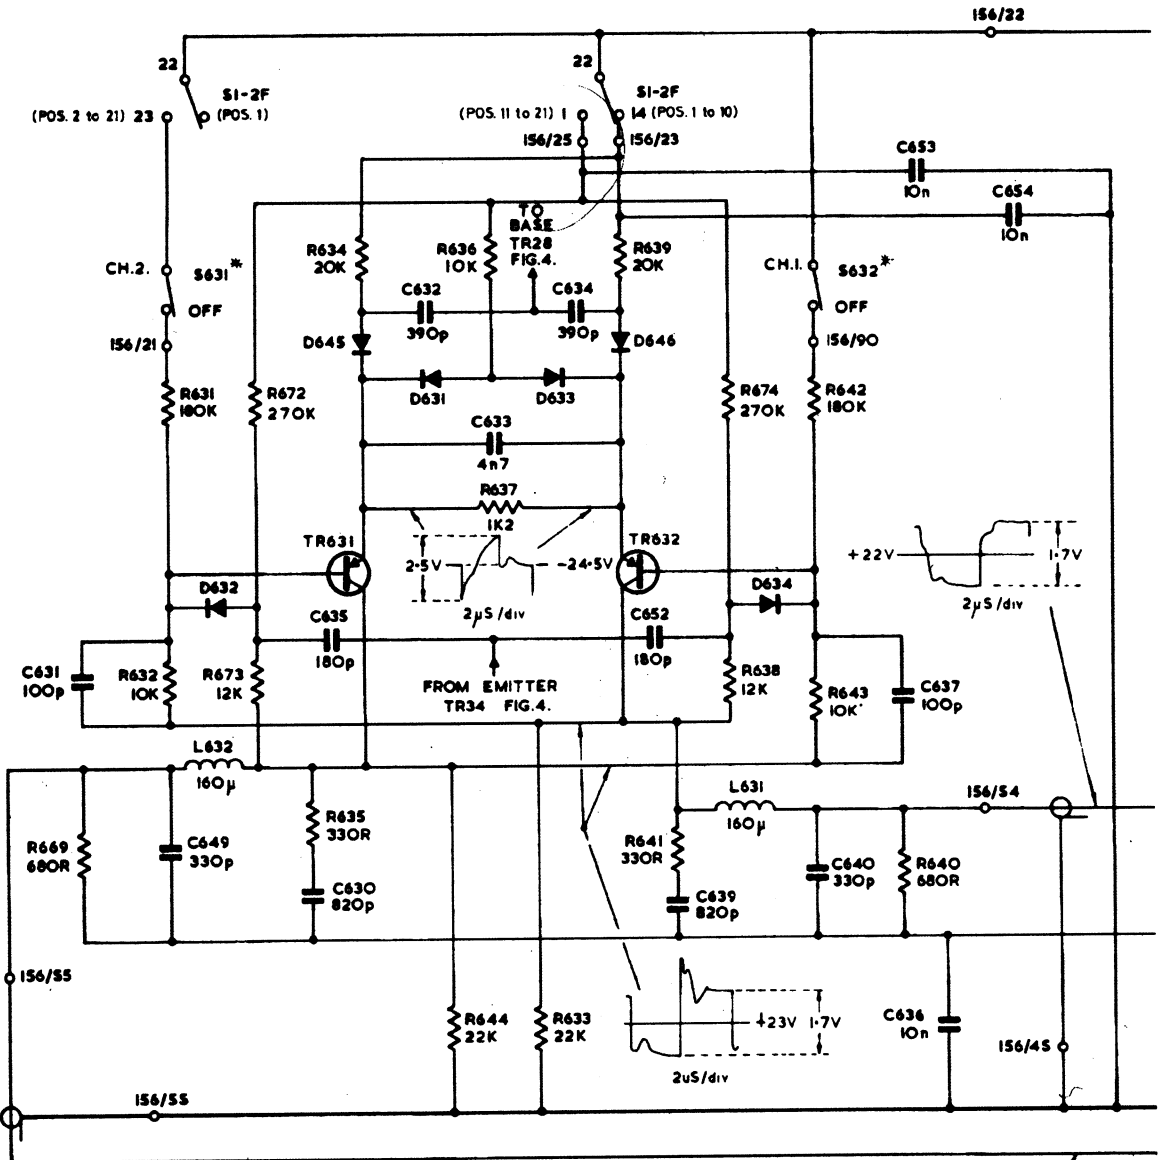 156/22
22
S1-2F
(POS. 2 to 21) 23
(POS. 1)
22
S1-2F
(POS. 11 to 21) 1
14 (POS. 1 to 10)
156/25
156/23
C653
10n
C654
10n
TO
BASE
TR28
FIG.4.
R634
20K
R636
10K
R639
20K
CH.2.
S631*
OFF
CH.1.
S632*
OFF
C632
390p
C634
390p
156/21
D645
D646
156/90
R631
180K
R672
270K
D631
D633
R674
270K
R642
180K
C633
4n7
R637
1K2
TR631
2·5V
-24·5V
2µS/div
TR632
+22V
1·7V
2µS/div
D632
D634
C635
180p
C652
180p
C631
100p
R632
10K
R673
12K
FROM EMITTER
TR34 FIG.4.
R638
12K
R643
10K
C637
100p
L632
160µ
L631
160µ
156/54
R669
680R
C649
330p
R635
330R
C630
820p
R641
330R
C639
820p
C640
330p
R640
680R
156/S5
R644
22K
R633
22K
+23V
1·7V
2uS/div
C636
10n
156/45
156/55